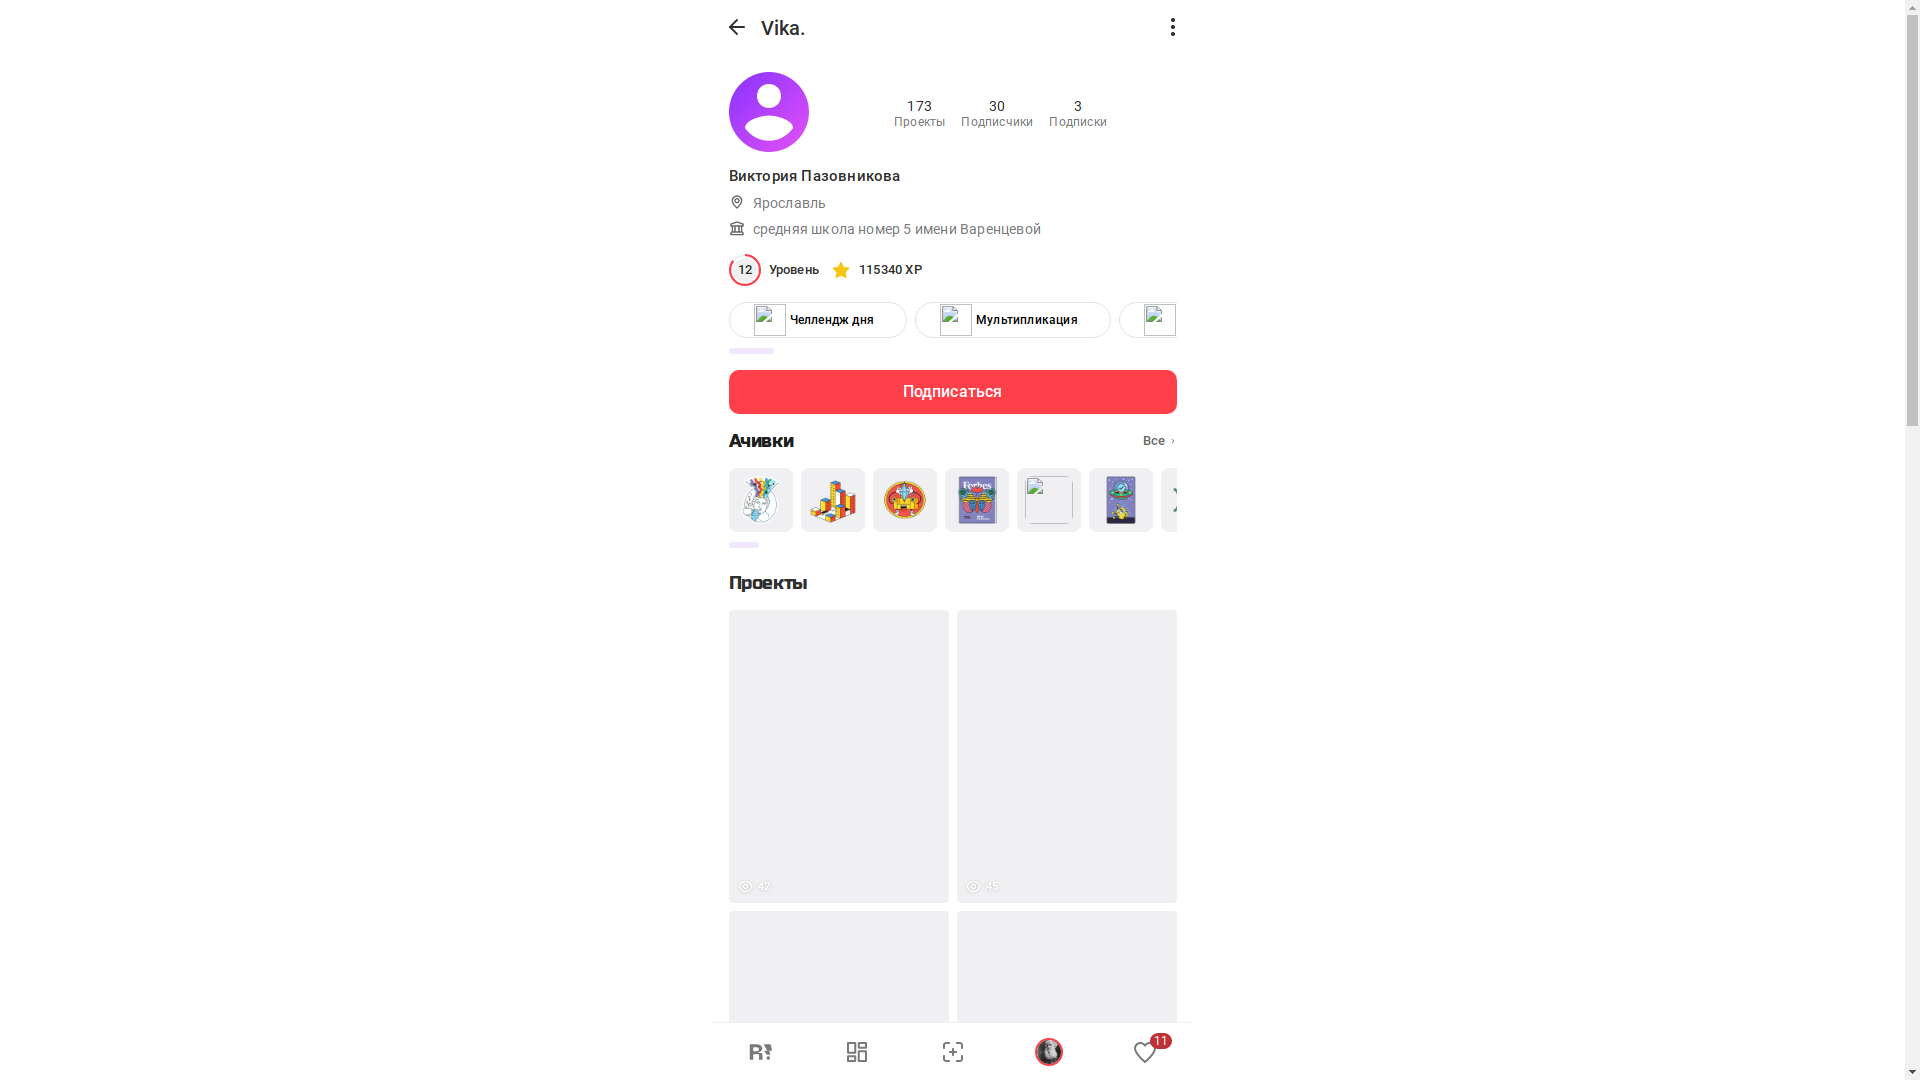 Vika.
173
Проекты
30
Подписчики
3
Подписки
Виктория Пазовникова
Ярославль
средняя школа номер 5 имени Варенцевой
12 Уровень 115340 XP
Челлендж дня
Мультипликация
Подписаться
Ачивки
Все
Forbes
Проекты
42
45
R
11